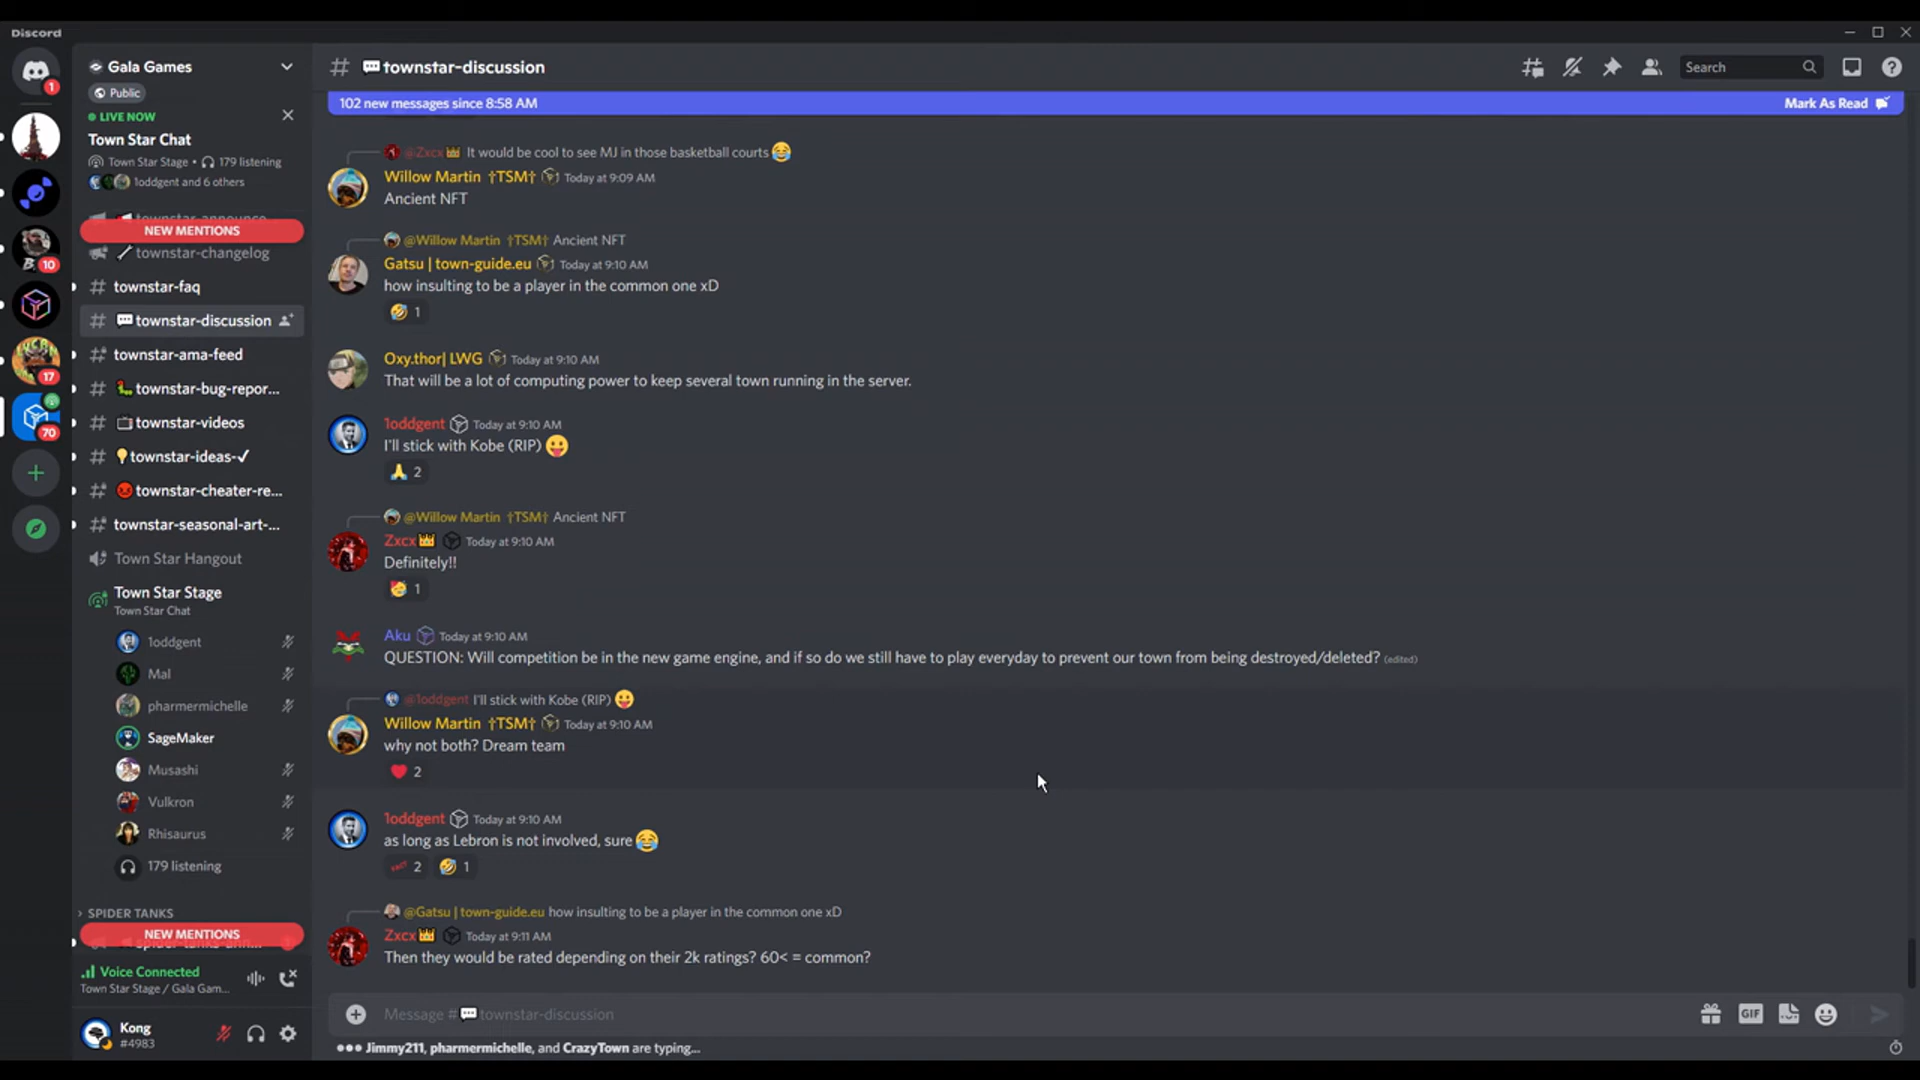 Discord
Gala Games
Public
LIVE NOW
Town Star Chat
Town Star Stage • 179 listening
1oddgent and 6 others
townstar-announce
NEW MENTIONS
townstar-changelog
townstar-faq
townstar-discussion
townstar-ama-feed
townstar-bug-repor...
townstar-videos
townstar-ideas-✓
townstar-cheater-re...
townstar-seasonal-art-...
Town Star Hangout
Town Star Stage
Town Star Chat
1oddgent
Mal
pharmermichelle
SageMaker
Musashi
Vulkron
Rhisaurus
179 listening
SPIDER TANKS
NEW MENTIONS
Voice Connected
Town Star Stage / Gala Gam...
Kong
#4983
1
10
17
70
# townstar-discussion
Search
102 new messages since 8:58 AM
Mark As Read
@Zxcx It would be cool to see MJ in those basketball courts 😂
Willow Martin †TSM† Today at 9:09 AM
Ancient NFT
@Willow Martin †TSM† Ancient NFT
Gatsu | town-guide.eu Today at 9:10 AM
how insulting to be a player in the common one xD
🤣 1
Oxy.thor| LWG Today at 9:10 AM
That will be a lot of computing power to keep several town running in the server.
1oddgent Today at 9:10 AM
I'll stick with Kobe (RIP) 😛
🙏 2
@Willow Martin †TSM† Ancient NFT
Zxcx Today at 9:10 AM
Definitely!!
🥳 1
Aku Today at 9:10 AM
QUESTION: Will competition be in the new game engine, and if so do we still have to play everyday to prevent our town from being destroyed/deleted? (edited)
@1oddgent I'll stick with Kobe (RIP) 😛
Willow Martin †TSM† Today at 9:10 AM
why not both? Dream team
❤️ 2
1oddgent Today at 9:10 AM
as long as Lebron is not involved, sure 😂
2 🤣 1
@Gatsu | town-guide.eu how insulting to be a player in the common one xD
Zxcx Today at 9:11 AM
Then they would be rated depending on their 2k ratings? 60< = common?
Message # townstar-discussion
GIF
Jimmy211, pharmermichelle, and CrazyTown are typing...